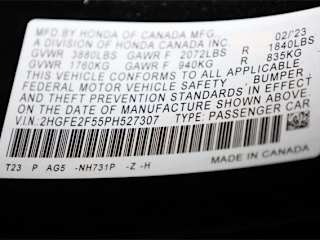 MFD.BY HONDA OF CANADA MFG., 02/'23
A DIVISION OF HONDA CANADA INC.
GVWR 3880LBS GAWR F 2072LBS R 1840LBS
GVWR 1760KG GAWR F 940KG R 835KG
THIS VEHICLE CONFORMS TO ALL APPLICABLE
FEDERAL MOTOR VEHICLE SAFETY, BUMPER
AND THEFT PREVENTION STANDARDS IN EFFECT
ON THE DATE OF MANUFACTURE SHOWN ABOVE.
V.I.N.:2HGFE2F55PH527307 TYPE: PASSENGER CAR
T23 P AG5 -NH731P -Z -H MADE IN CANADA